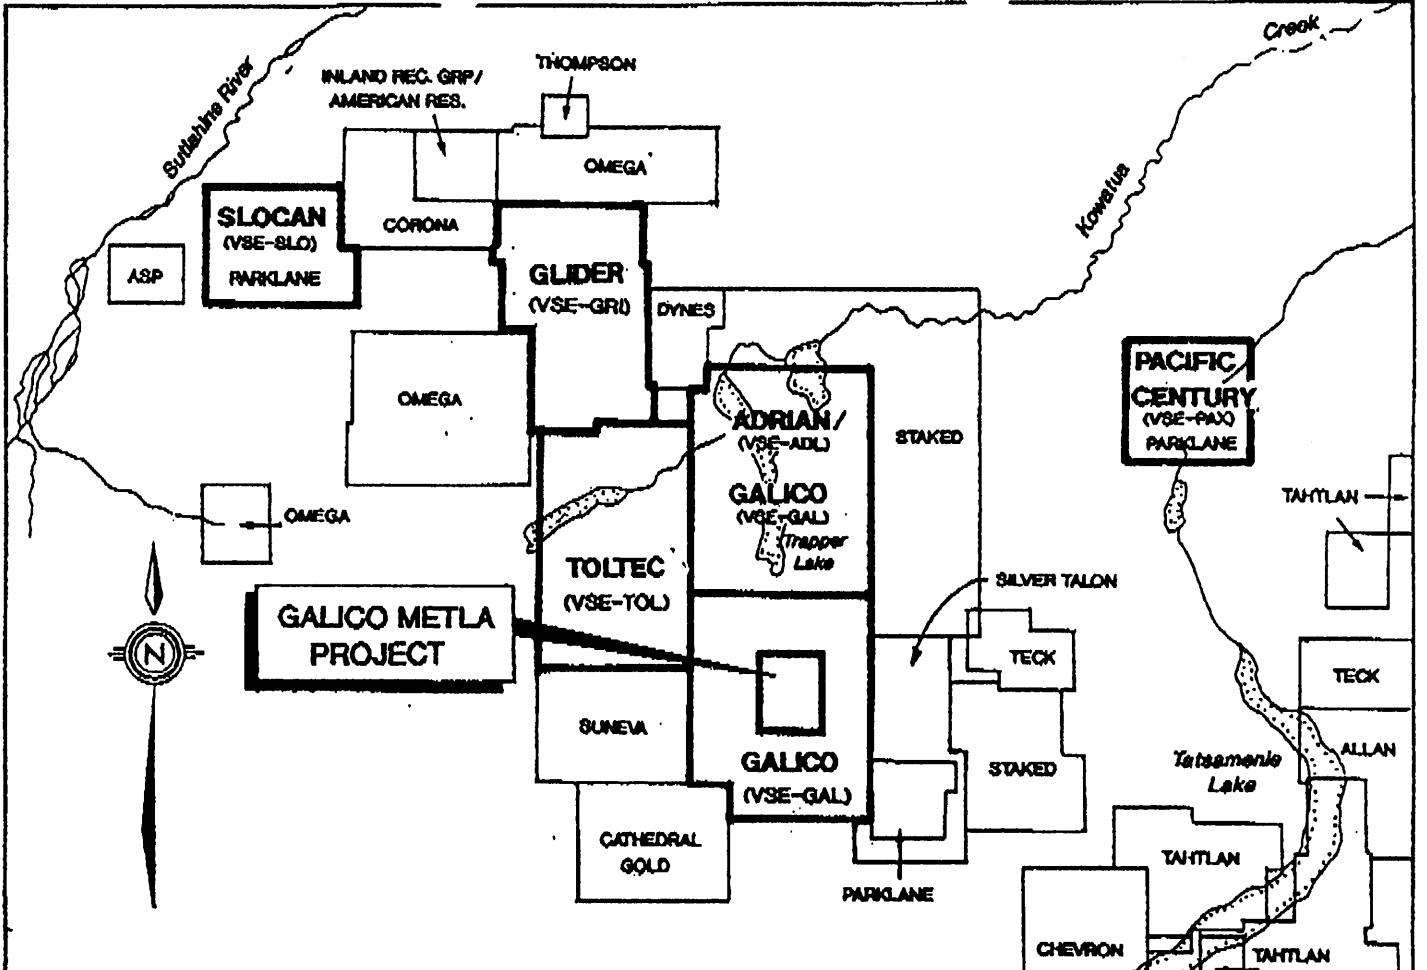 Creek
THOMPSON
INLAND REC. GRP/
AMERICAN RES.
Sutlahine River
OMEGA
Kowatua
SLOCAN
(VSE-SLO)
PARKLANE
CORONA
ASP
GLIDER
(VSE-GRI)
DYNES
PACIFIC
CENTURY
(VSE-PAX)
PARKLANE
OMEGA
ADRIAN/
(VSE-ADL)
STAKED
GALICO
(VSE-GAL)
TAHTLAN
OMEGA
Trapper
Lake
TOLTEC
(VSE-TOL)
SILVER TALON
GALICO METLA
PROJECT
N
TECK
TECK
SUNEVA
ALLAN
GALICO
(VSE-GAL)
STAKED
Tatsamenie
Lake
CATHEDRAL
GOLD
TAHTLAN
PARKLANE
CHEVRON
TAHTLAN